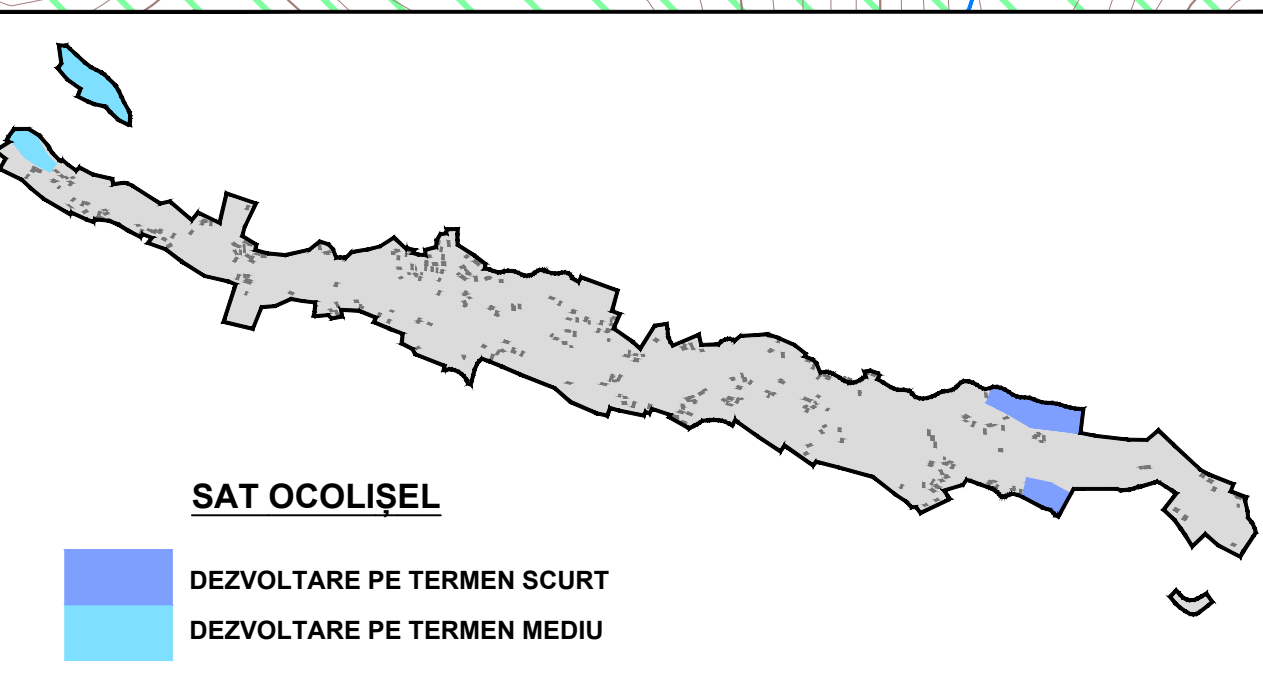 SAT OCOLIȘEL
DEZVOLTARE PE TERMEN SCURT
DEZVOLTARE PE TERMEN MEDIU